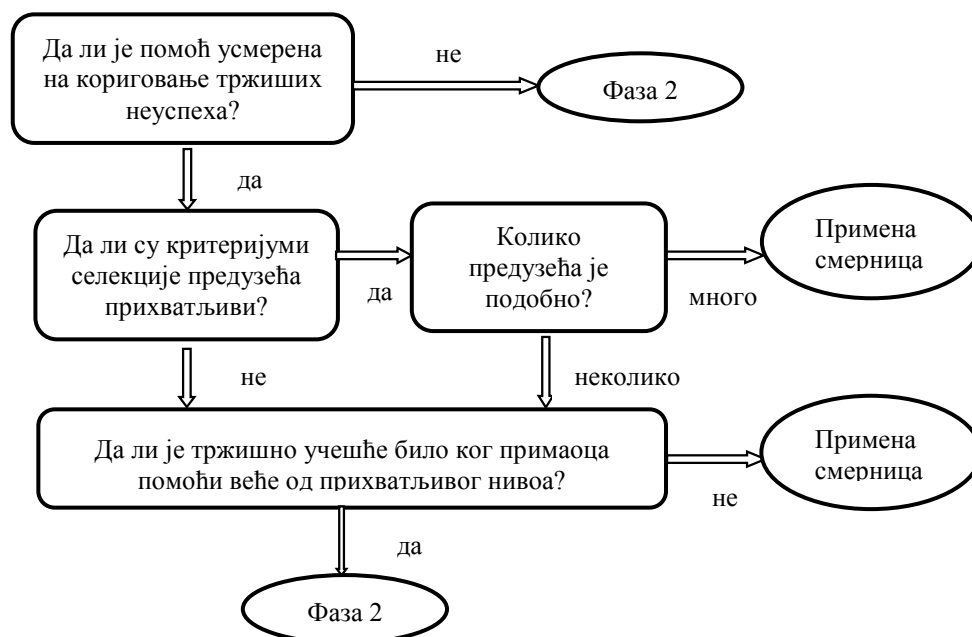 Да ли је помоћ усмерена
на кориговање тржиших
неуспеха?
не
Фаза 2
да
Да ли су критеријуми
селекције предузећа
прихватљиви?
да
Колико
предузећа је
подобно?
много
Примена
смерница
не
неколико
Да ли је тржишно учешће било ког примаоца
помоћи веће од прихватљивог нивоа?
не
Примена
смерница
да
Фаза 2